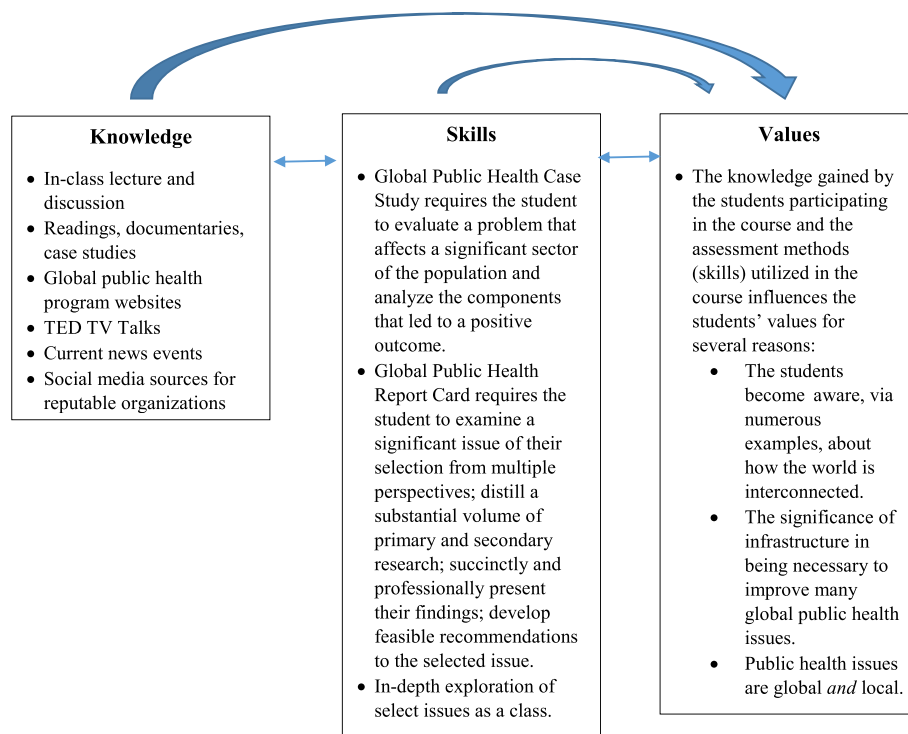 Knowledge
• In-class lecture and
discussion
• Readings, documentaries,
case studies
• Global public health
program websites
• TED TV Talks
• Current news events
• Social media sources for
reputable organizations
Skills
• Global Public Health Case
Study requires the student
to evaluate a problem that
affects a significant sector
of the population and
analyze the components
that led to a positive
outcome.
• Global Public Health
Report Card requires the
student to examine a
significant issue of their
selection from multiple
perspectives; distill a
substantial volume of
primary and secondary
research; succinctly and
professionally present
their findings; develop
feasible recommendations
to the selected issue.
• In-depth exploration of
select issues as a class.
Values
• The knowledge gained by
the students participating
in the course and the
assessment methods
(skills) utilized in the
course influences the
students’ values for
several reasons:
• The students
become aware, via
numerous
examples, about
how the world is
interconnected.
• The significance of
infrastructure in
being necessary to
improve many
global public health
issues.
• Public health issues
are global and local.